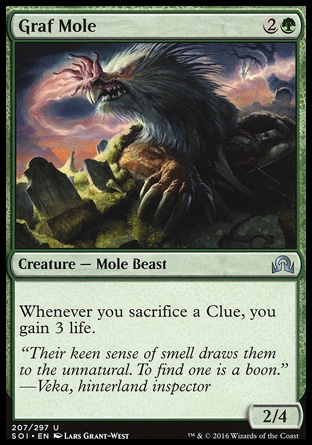 Graf Mole 2
Creature — Mole Beast
Whenever you sacrifice a Clue, you
gain 3 life.
“Their keen sense of smell draws them
to the unnatural. To find one is a boon.”
—Veka, hinterland inspector
2/4
207/297 U
SOI • EN Lars Grant-West
™ & © 2016 Wizards of the Coast